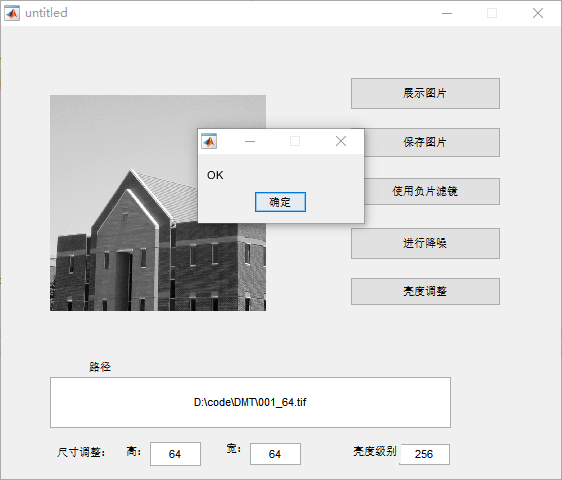 untitled
展示图片
保存图片
OK
确定
使用负片滤镜
进行降噪
亮度调整
路径
D:\code\DMT\001_64.tif
尺寸调整: 高: 64 宽: 64 亮度级别 256